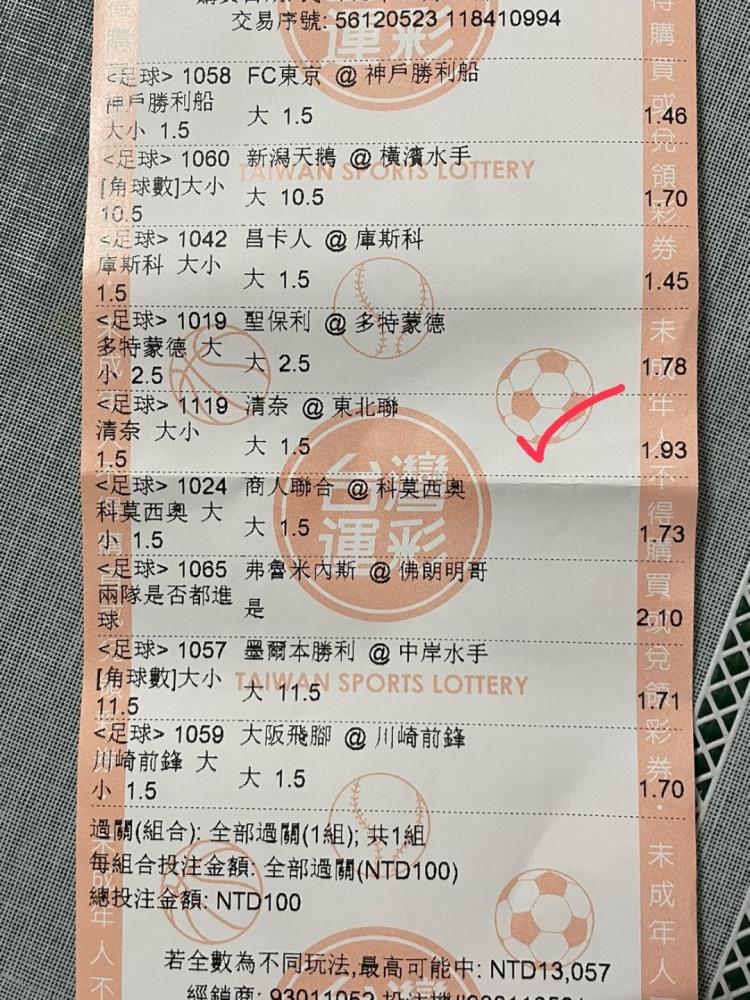 交易序號: 56120523 118410994
<足球> 1058 FC東京 @ 神戶勝利船
神戶勝利船
大小 1.5 大 1.5 1.46
<足球> 1060 新潟天鵝 @ 橫濱水手
TAIWAN SPORTS LOTTERY
[角球數]大小
10.5 大 10.5 1.70
<足球> 1042 昌卡人 @ 庫斯科
庫斯科 大小
1.5 大 1.5 1.45
<足球> 1019 聖保利 @ 多特蒙德
多特蒙德 大
小 2.5 大 2.5 1.78
<足球> 1119 清奈 @ 東北聯
清奈 大小
1.5 大 1.5 1.93
<足球> 1024 商人聯合 @ 科莫西奧
科莫西奧 大
小 1.5 大 1.5 1.73
台灣
運彩
<足球> 1065 弗魯米內斯 @ 佛朗明哥
兩隊是否都進
球 是 2.10
<足球> 1057 墨爾本勝利 @ 中岸水手
TAIWAN SPORTS LOTTERY
[角球數]大小
11.5 大 11.5 1.71
<足球> 1059 大阪飛腳 @ 川崎前鋒
川崎前鋒 大
小 1.5 大 1.5 1.70
過關(組合): 全部過關(1組); 共1組
每組合投注金額: 全部過關(NTD100)
總投注金額: NTD100
若全數為不同玩法,最高可能中: NTD13,057
得購買或兌領彩券
未成年人不得購買或兌領彩券.
未成年人